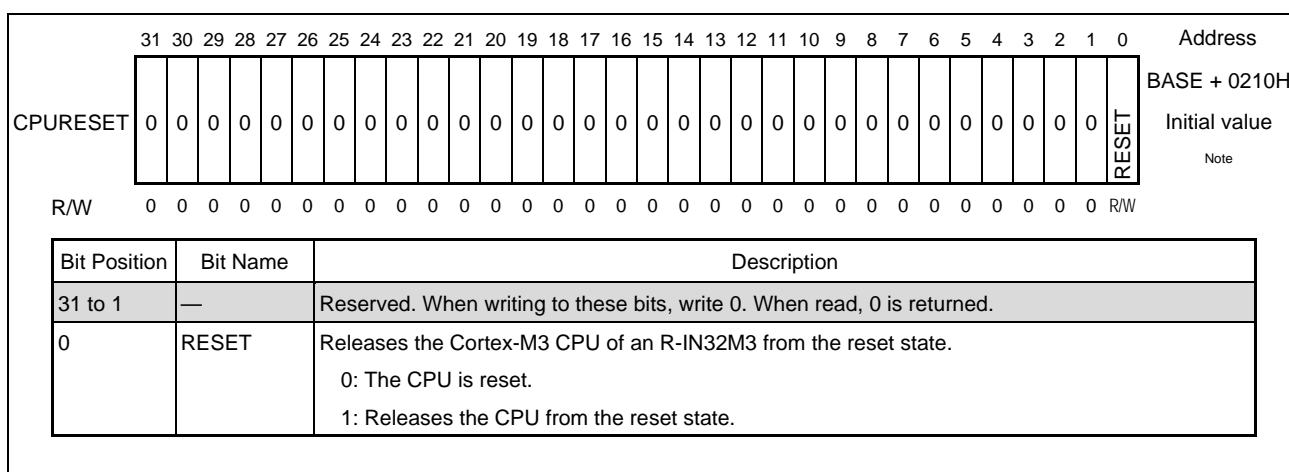 31 30 29 28 27 26 25 24 23 22 21 20 19 18 17 16 15 14 13 12 11 10 9 8 7 6 5 4 3 2 1 0 Address
BASE + 0210H
CPURESET 0 0 0 0 0 0 0 0 0 0 0 0 0 0 0 0 0 0 0 0 0 0 0 0 0 0 0 0 0 0 0 RESET Initial value
Note
R/W 0 0 0 0 0 0 0 0 0 0 0 0 0 0 0 0 0 0 0 0 0 0 0 0 0 0 0 0 0 0 0 R/W
Bit Position Bit Name Description
31 to 1 — Reserved. When writing to these bits, write 0. When read, 0 is returned.
0 RESET Releases the Cortex-M3 CPU of an R-IN32M3 from the reset state.
0: The CPU is reset.
1: Releases the CPU from the reset state.